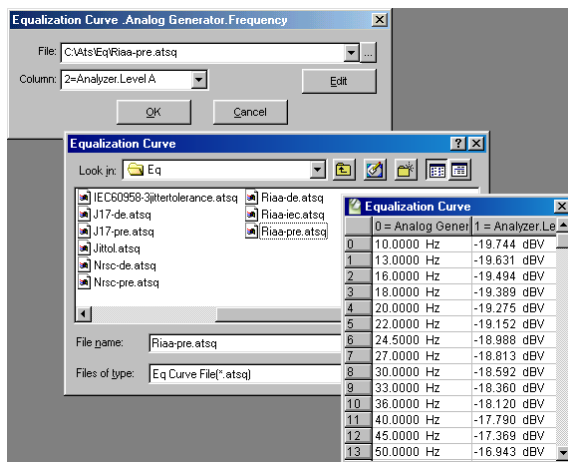 Equalization Curve .Analog Generator.Frequency
File: C:\Ats\Eq\Riaa-pre.atsq ...
Column: 2=Analyzer.Level A Edit
OK Cancel
Equalization Curve
Look in: Eq
IEC60958-3jittertolerance.atsq Riaa-de.atsq
J17-de.atsq Riaa-iec.atsq
J17-pre.atsq Riaa-pre.atsq
Jittol.atsq
Nrsc-de.atsq
Nrsc-pre.atsq
File name: Riaa-pre.atsq
Files of type: Eq Curve File(*.atsq)
Equalization Curve
0 = Analog Gener 1 = Analyzer.Le
0 10.0000 Hz -19.744 dBV
1 13.0000 Hz -19.631 dBV
2 16.0000 Hz -19.494 dBV
3 18.0000 Hz -19.389 dBV
4 20.0000 Hz -19.275 dBV
5 22.0000 Hz -19.152 dBV
6 24.5000 Hz -18.988 dBV
7 27.0000 Hz -18.813 dBV
8 30.0000 Hz -18.592 dBV
9 33.0000 Hz -18.360 dBV
10 36.0000 Hz -18.120 dBV
11 40.0000 Hz -17.790 dBV
12 45.0000 Hz -17.369 dBV
13 50.0000 Hz -16.943 dBV